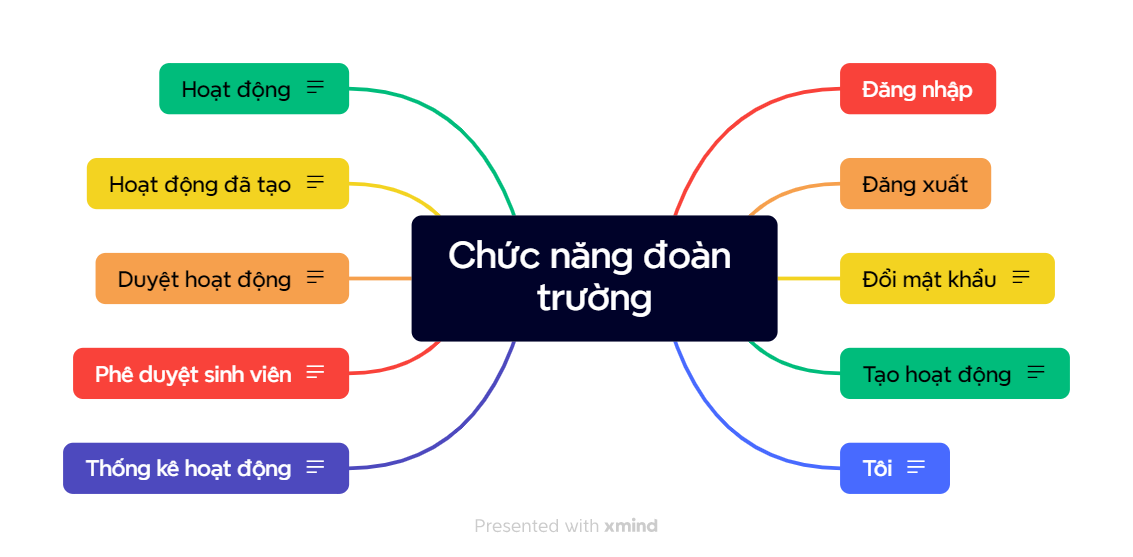 Hoạt động
Đăng nhập
Hoạt động đã tạo
Đăng xuất
Chức năng đoàn
trường
Duyệt hoạt động
Đổi mật khẩu
Phê duyệt sinh viên
Tạo hoạt động
Thống kê hoạt động
Tôi
Presented with xmind